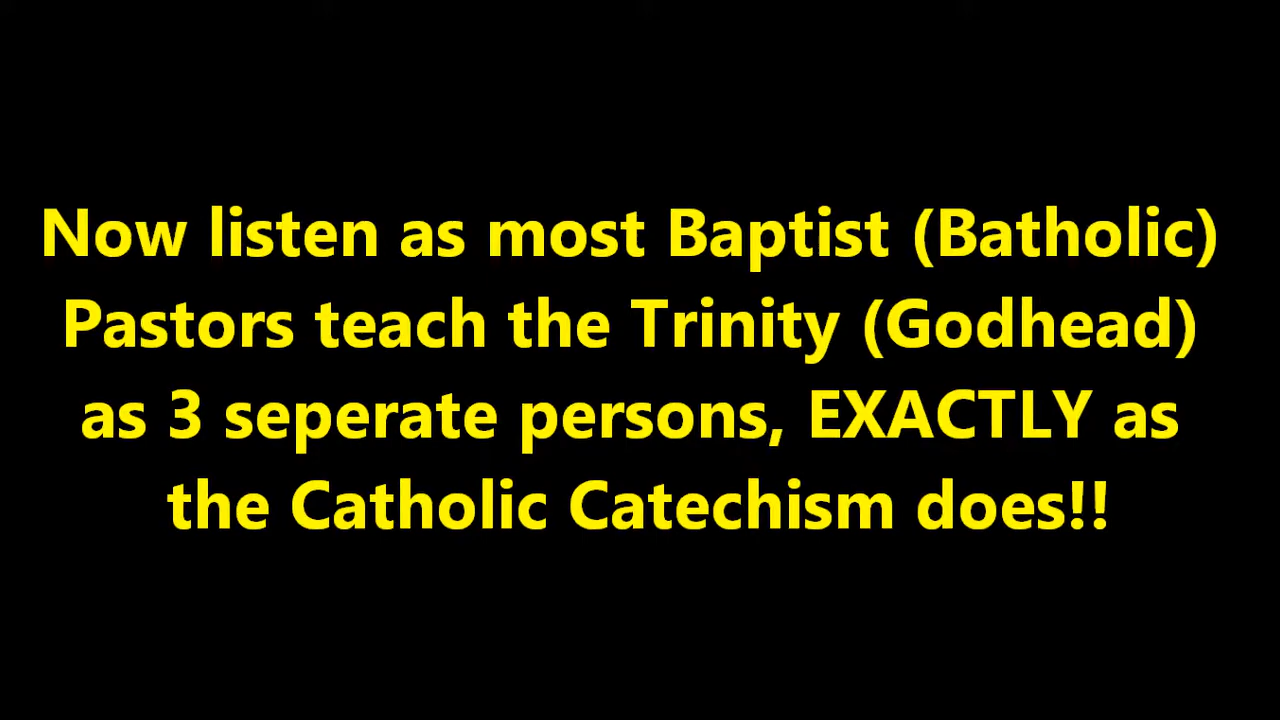 Now listen as most Baptist (Batholic)
Pastors teach the Trinity (Godhead)
as 3 seperate persons, EXACTLY as
the Catholic Catechism does!!